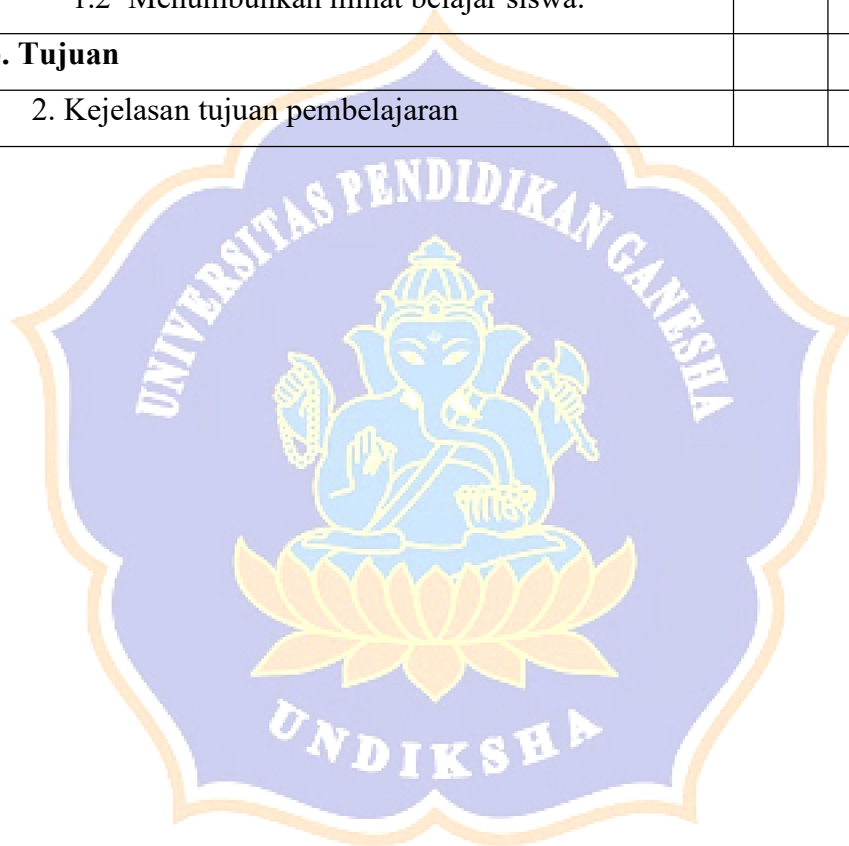 1.2 Menumbuhkan minat belajar siswa.
. Tujuan
2. Kejelasan tujuan pembelajaran
UNIVERSITAS PENDIDIKAN GANESHA
UNDIKSHA